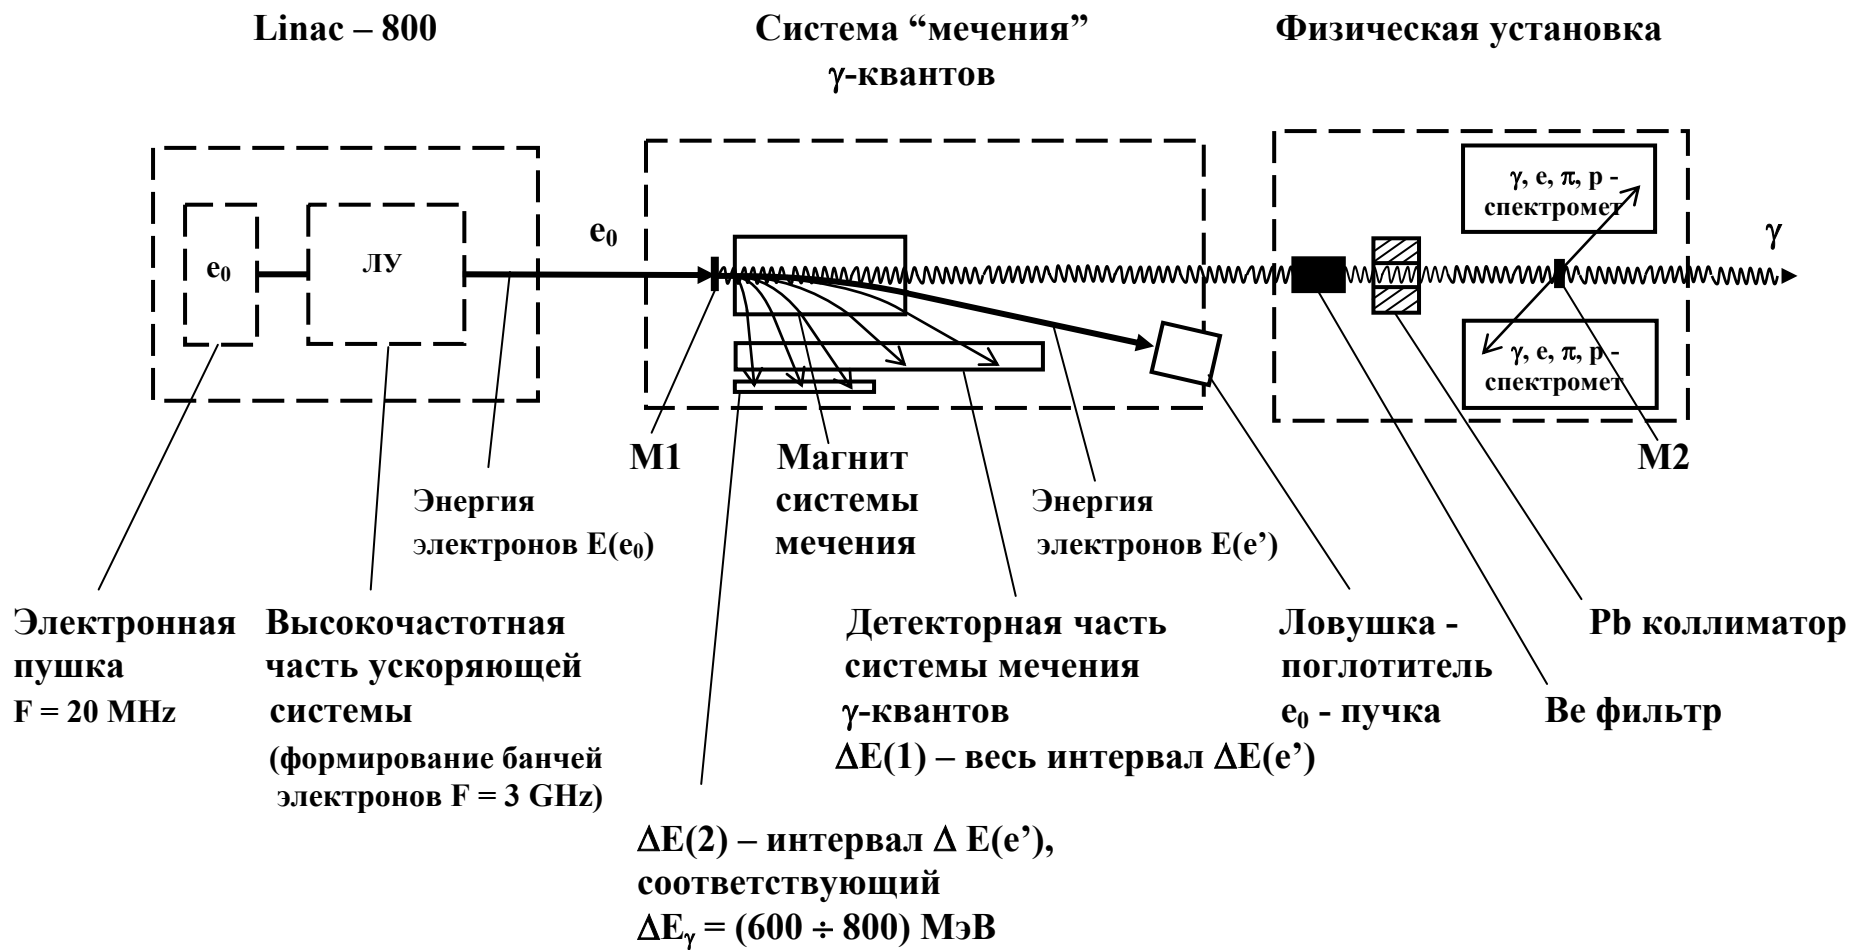 Linac – 800
Система “мечения”
γ-квантов
Физическая установка
e₀
ЛУ
e₀
γ, e, π, p -
спектромет
γ
γ, e, π, p -
спектромет
М1
Магнит
системы
мечения
М2
Энергия
электронов E(e₀)
Энергия
электронов E(e’)
Электронная
пушка
F = 20 MHz
Высокочастотная
часть ускоряющей
системы
(формирование банчей
электронов F = 3 GHz)
Детекторная часть
системы мечения
γ-квантов
ΔE(1) – весь интервал ΔE(e’)
Ловушка -
поглотитель
e₀ - пучка
Pb коллиматор
Be фильтр
ΔE(2) – интервал Δ E(e’),
соответствующий
ΔEᵧ = (600 ÷ 800) МэВ